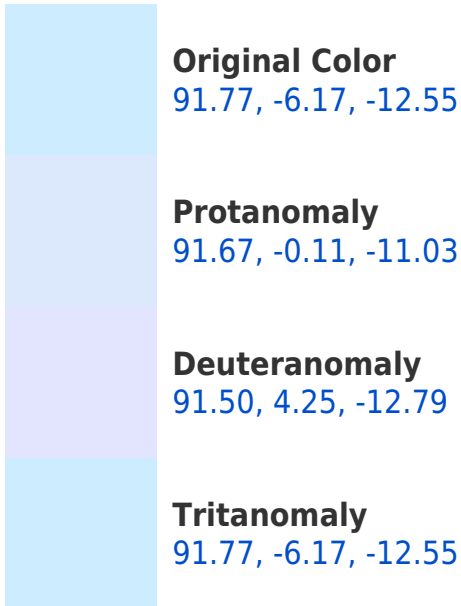 Original Color
91.77, -6.17, -12.55
Protanomaly
91.67, -0.11, -11.03
Deuteranomaly
91.50, 4.25, -12.79
Tritanomaly
91.77, -6.17, -12.55